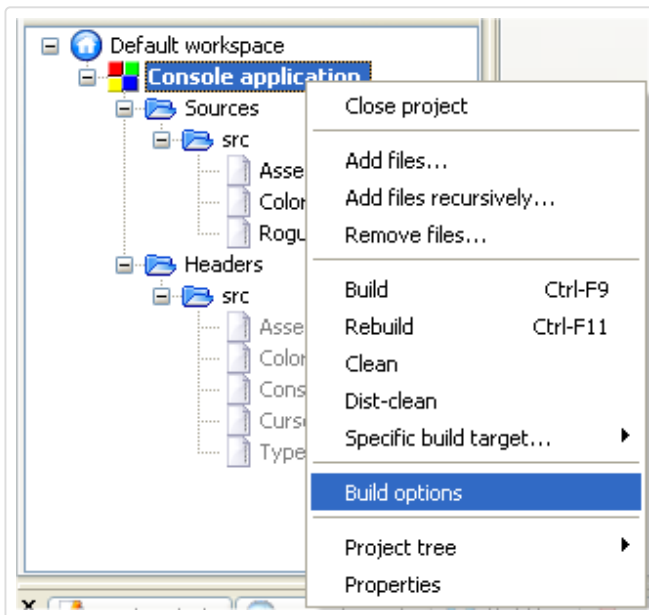 Default workspace
Console application
Sources
src
Asse
Color
Rogu
Headers
src
Asse
Color
Cons
Curs
Type
Close project
Add files...
Add files recursively...
Remove files...
Build Ctrl-F9
Rebuild Ctrl-F11
Clean
Dist-clean
Specific build target...
Build options
Project tree
Properties